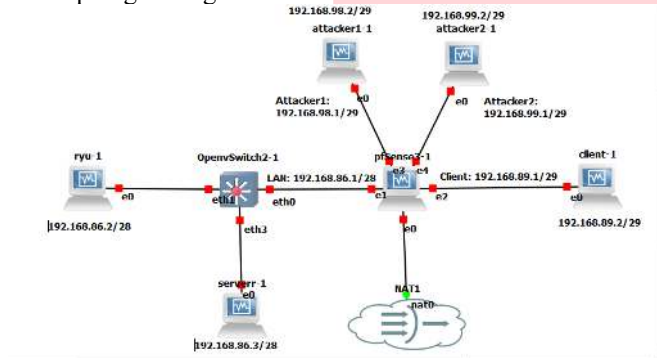 192.168.98.2/29
attacker1-1
192.168.99.2/29
attacker2-1
e0
e0
Attacker1:
192.168.98.1/29
Attacker2:
192.168.99.1/29
ryu-1
OpenvSwitch2-1
pfSense3-1
client-1
LAN: 192.168.86.1/28
e3
e4
Client: 192.168.89.1/29
e0
eth1
eth0
e1
e2
e0
192.168.86.2/28
eth3
e0
192.168.89.2/29
serverr-1
e0
NAT1
nat0
192.168.86.3/28